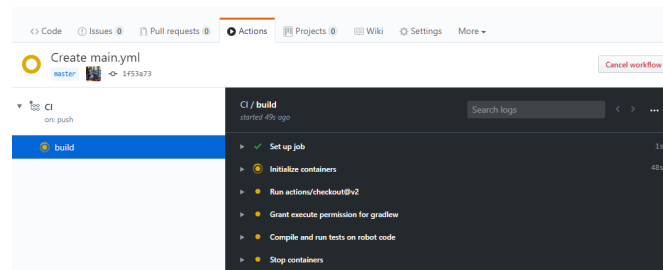 Code Issues 0 Pull requests 0 Actions Projects 0 Wiki Settings More
Create main.yml
master 1f53a73
Cancel workflow
CI
on: push
build
CI / build
started 49s ago
Search logs
Set up job 1s
Initialize containers 48s
Run actions/checkout@v2
Grant execute permission for gradlew
Compile and run tests on robot code
Stop containers